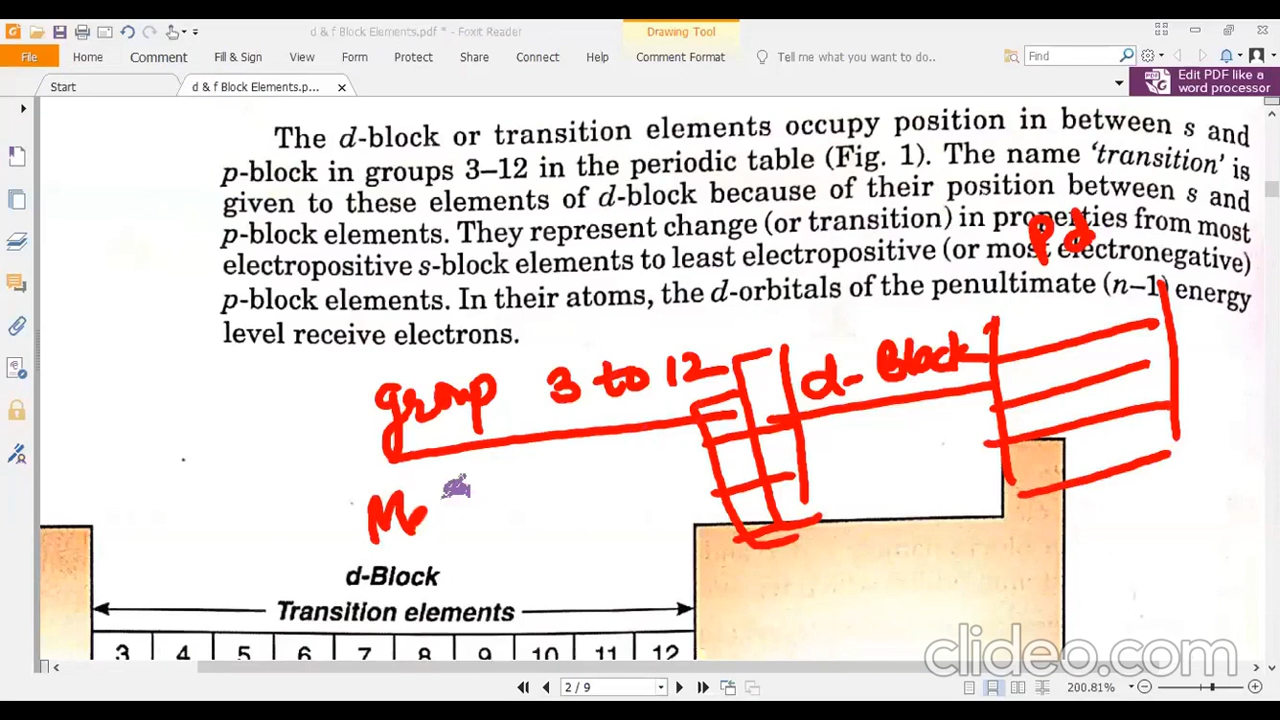 d & f Block Elements.pdf * - Foxit Reader
Drawing Tool
File Home Comment Fill & Sign View Form Protect Share Connect Help Comment Format Tell me what you want to do.. Find
Start d & f Block Elements.p...
Edit PDF like a
word processor
The d-block or transition elements occupy position in between s and
p-block in groups 3–12 in the periodic table (Fig. 1). The name 'transition' is
given to these elements of d-block because of their position between s and
p-block elements. They represent change (or transition) in properties from most
electropositive s-block elements to least electropositive (or most electronegative)
p-block elements. In their atoms, the d-orbitals of the penultimate (n–1) energy
level receive electrons.
pd
group 3 to 12 d- Block
Me
d-Block
Transition elements
3 4 5 6 7 8 9 10 11 12
clideo.com
2 / 9
200.81%